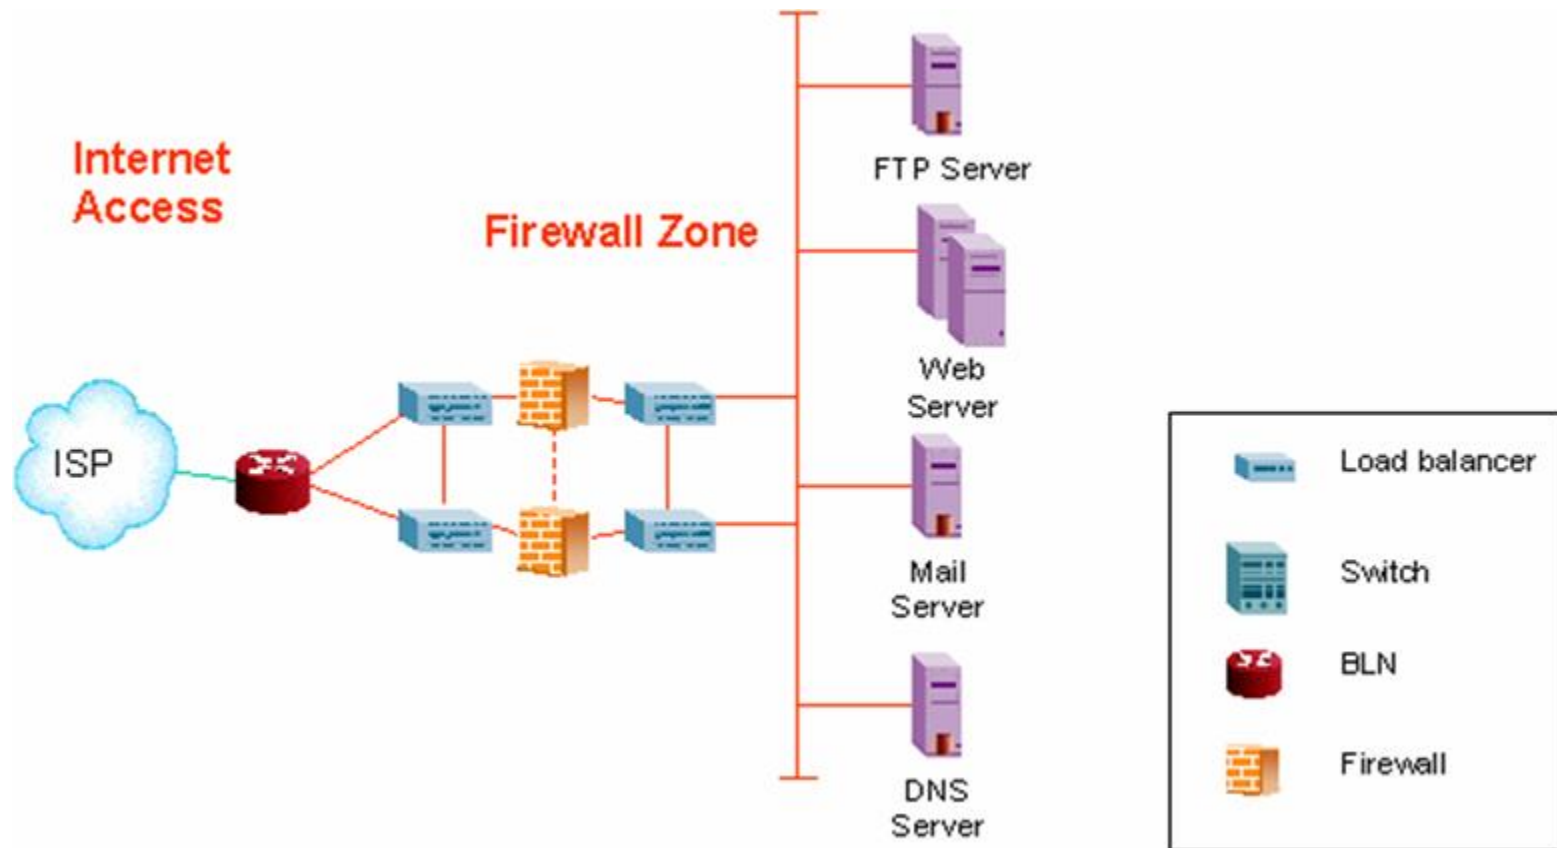 Internet
Access
Firewall Zone
ISP
FTP Server
Web
Server
Mail
Server
DNS
Server
Load balancer
Switch
BLN
Firewall